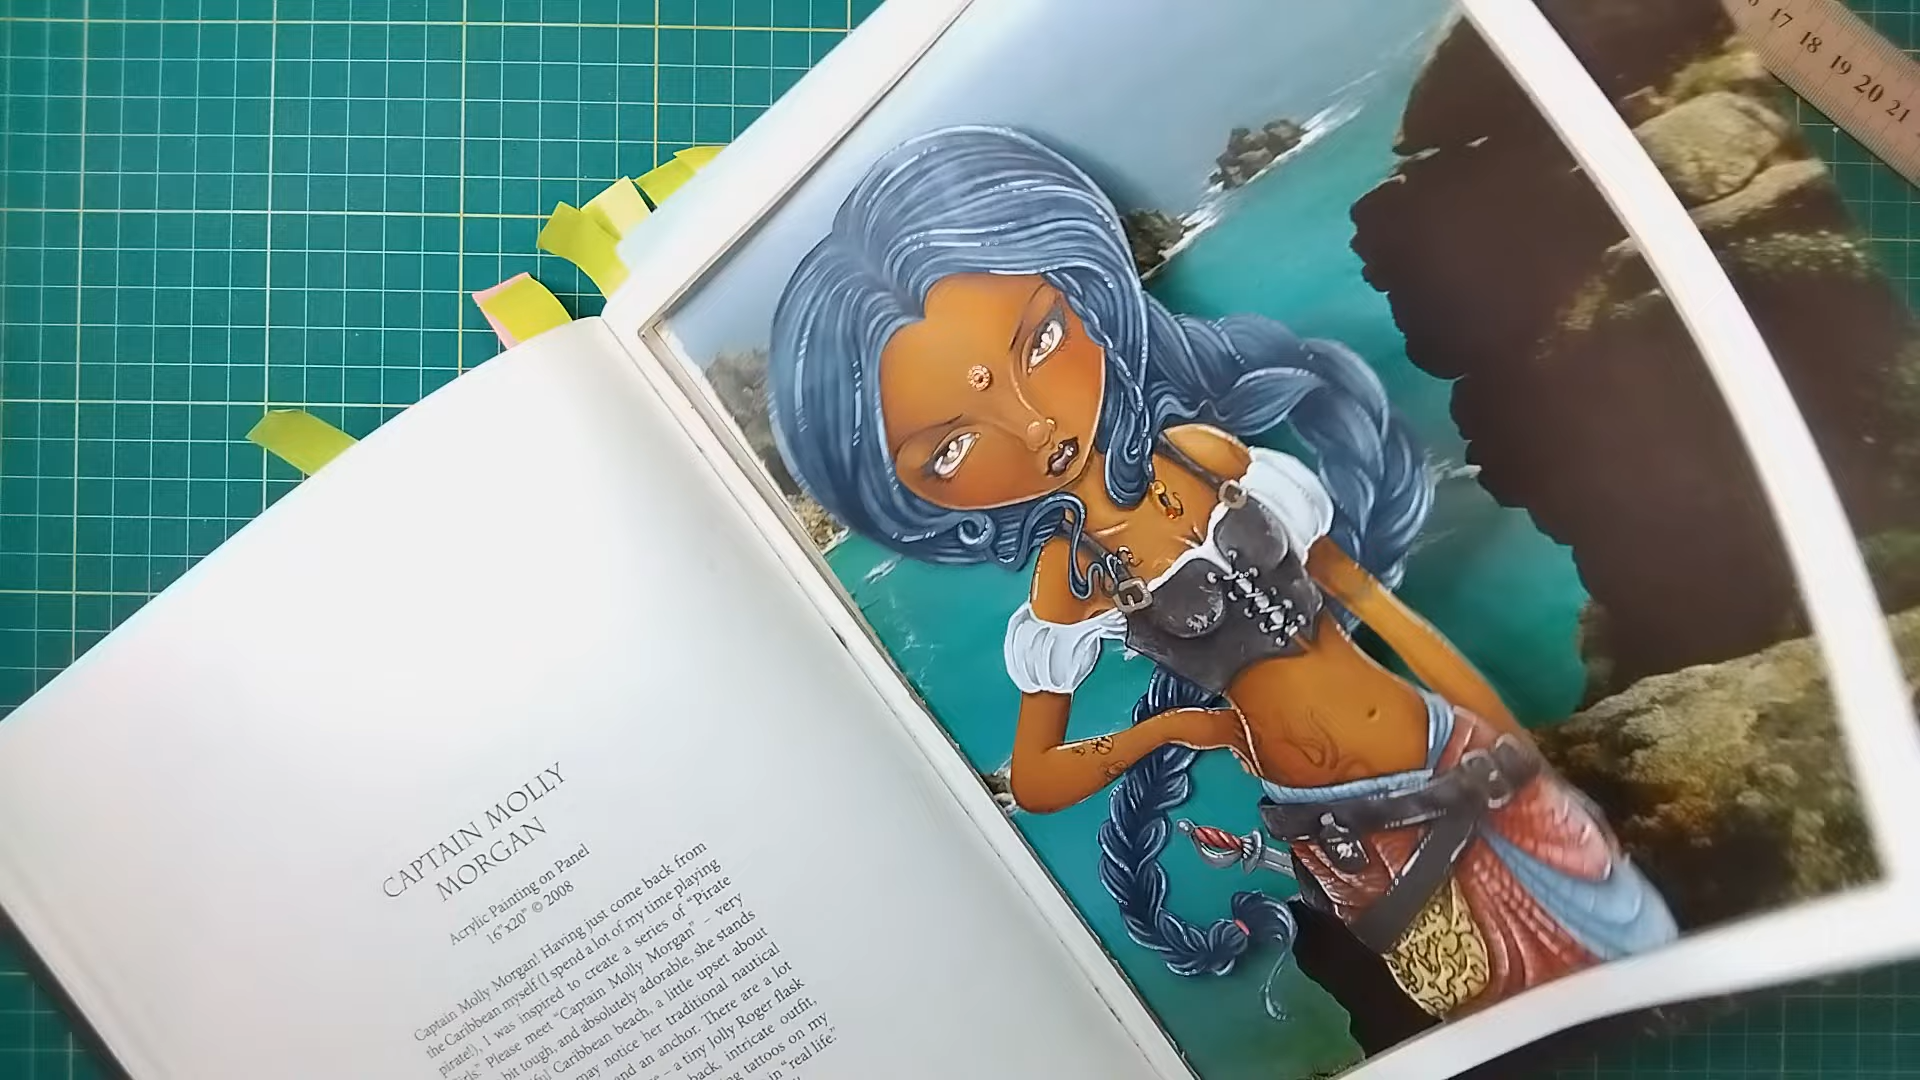 CAPTAIN MOLLY
MORGAN
Acrylic Painting on Panel
16"x20" © 2008
Captain Molly Morgan! Having just come back from
the Caribbean myself (I spend a lot of my time playing
pirate!), I was inspired to create a series of "Pirate
Please meet "Captain Molly Morgan" – very
bit tough, and absolutely adorable, she stands
Caribbean beach, a little upset about
may notice her traditional nautical
and an anchor. There are a lot
– a tiny Jolly Roger flask
back, intricate outfit,
tattoos on my
in "real life."
17 18 19 20 21